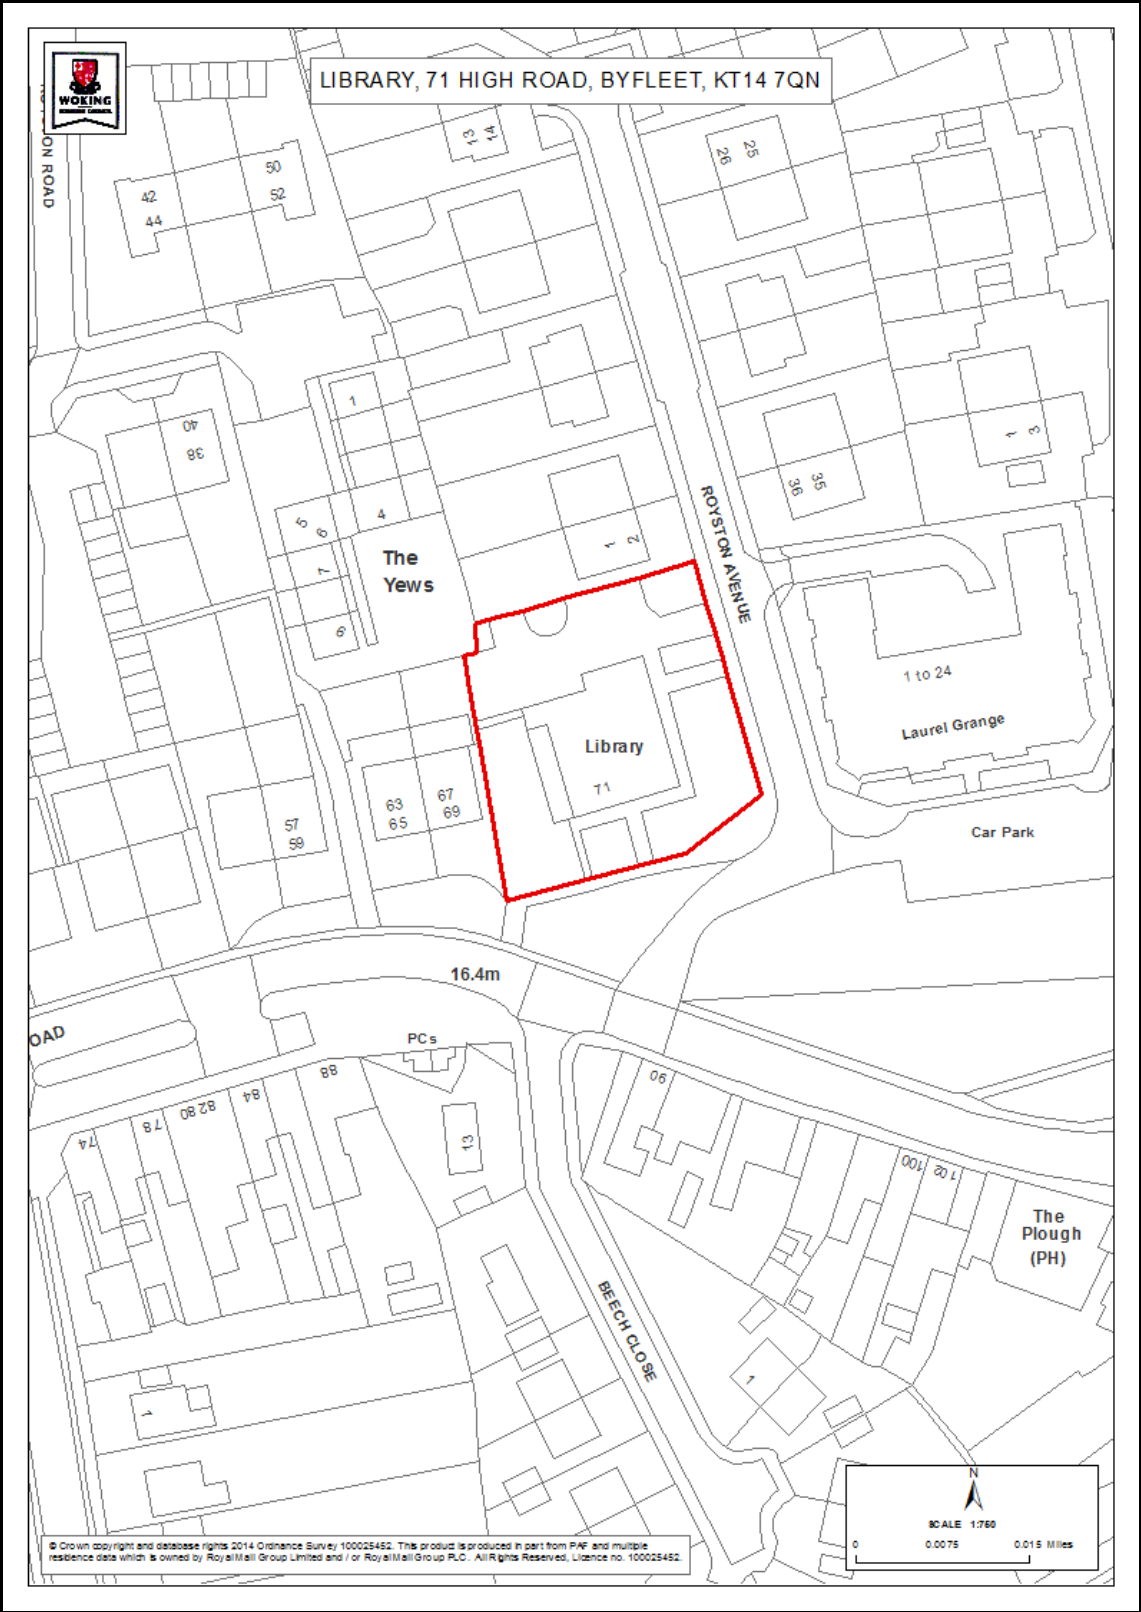 WOKING
BOROUGH COUNCIL
LIBRARY, 71 HIGH ROAD, BYFLEET, KT14 7QN
ON ROAD
13
14
26
25
50
52
42
44
1
40
38
1
3
36
35
ROYSTON AVENUE
5
6
4
7
The
Yews
1
2
9
1 to 24
Laurel Grange
Library
71
63
65
67
69
57
59
Car Park
16.4m
OAD
PCs
88
90
84
82 80
78
74
13
100
102
The
Plough
(PH)
BEECH CLOSE
1
1
N
SCALE 1:750
0 0.0075 0.015 Miles
© Crown copyright and database rights 2014 Ordnance Survey 100025452. This product is produced in part from PAF and multiple
residence data which is owned by Royal Mail Group Limited and / or Royal Mail Group PLC. All Rights Reserved, Licence no. 100025452.